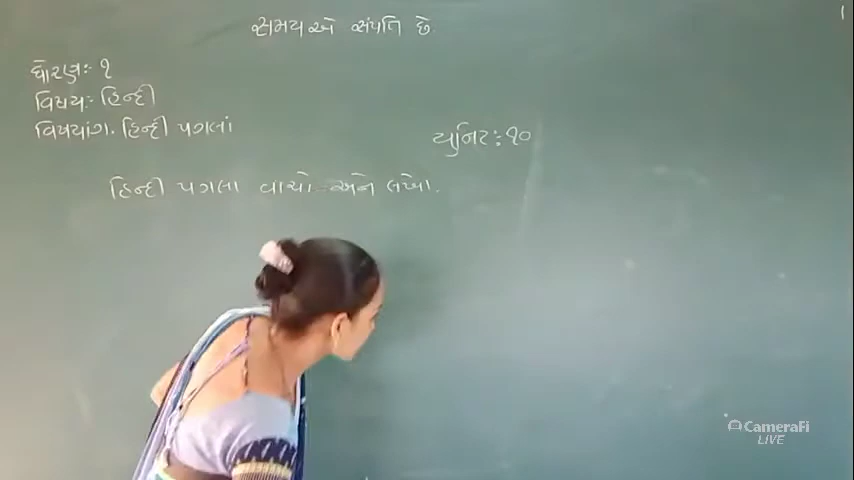 સમય એ સંપતિ છે
ધોરણ:- ૧
વિષય:- હિન્દી
વિષયાંગ. હિન્દી પગલાં
યુનિટ:- ૧૦
હિન્દી પગલા વાચો અને લખો.
CameraFi
LIVE